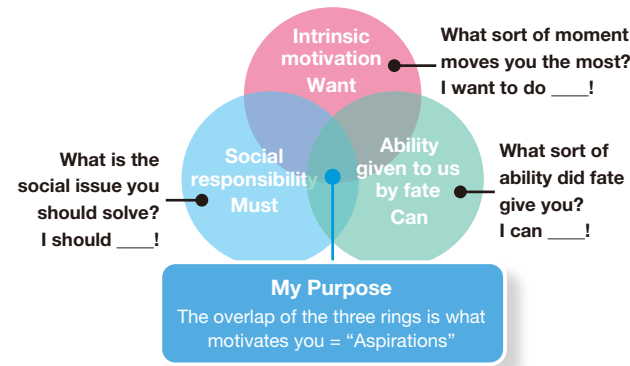 Intrinsic
motivation
Want
What sort of moment
moves you the most?
I want to do ____!
Social
responsibility
Must
What is the
social issue you
should solve?
I should ____!
Ability
given to us
by fate
Can
What sort of
ability did fate
give you?
I can ____!
My Purpose
The overlap of the three rings is what
motivates you = “Aspirations”